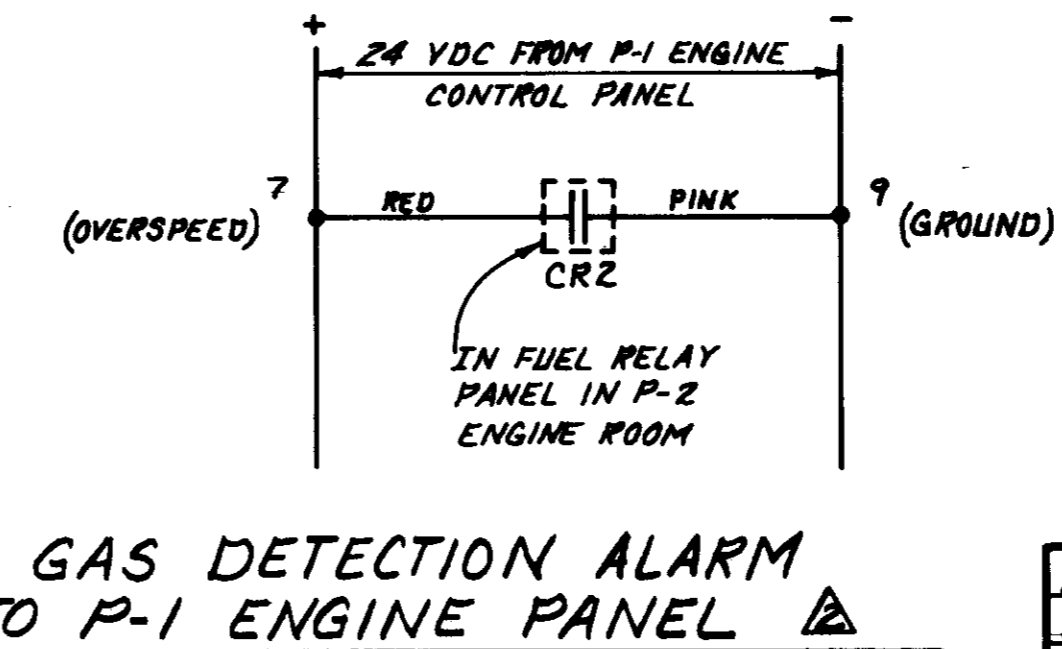 +
-
24 VDC FROM P-1 ENGINE
CONTROL PANEL
7
(OVERSPEED)
RED
PINK
9
(GROUND)
CR2
IN FUEL RELAY
PANEL IN P-2
ENGINE ROOM
GAS DETECTION ALARM
TO P-1 ENGINE PANEL 2